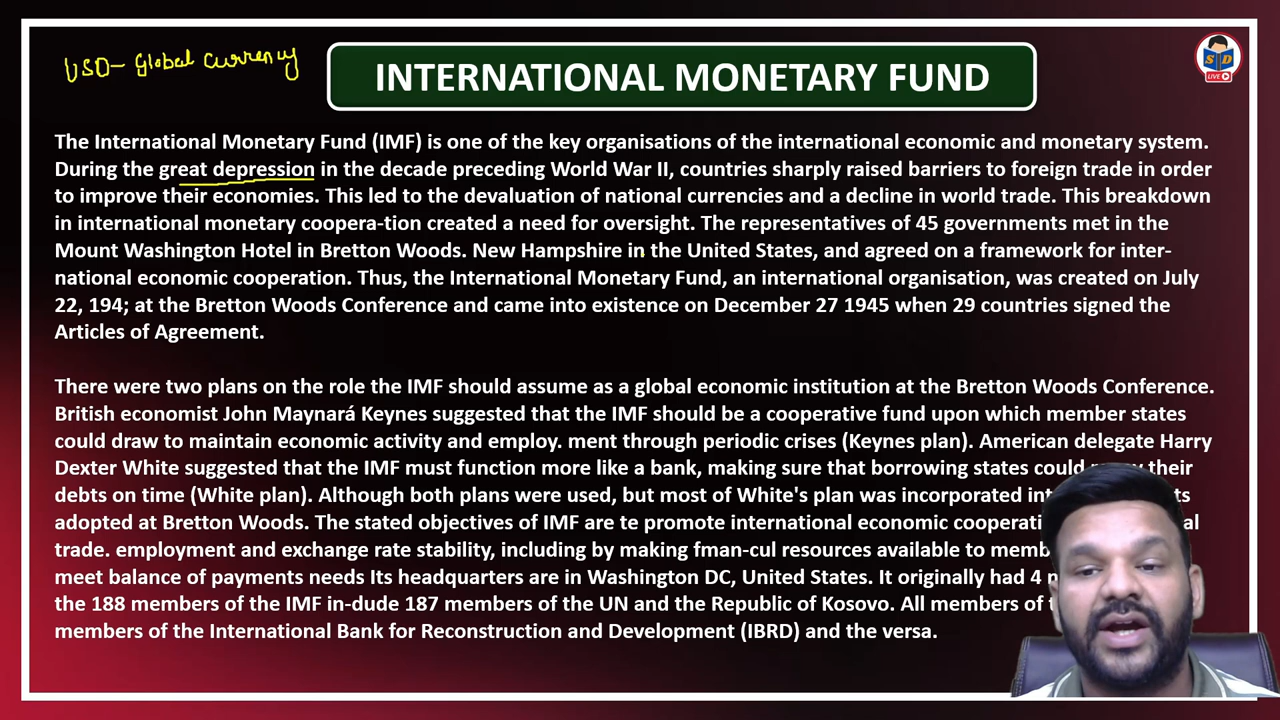 USD - Global Currency
INTERNATIONAL MONETARY FUND
S D
LIVE
The International Monetary Fund (IMF) is one of the key organisations of the international economic and monetary system.
During the great depression in the decade preceding World War II, countries sharply raised barriers to foreign trade in order
to improve their economies. This led to the devaluation of national currencies and a decline in world trade. This breakdown
in international monetary coopera-tion created a need for oversight. The representatives of 45 governments met in the
Mount Washington Hotel in Bretton Woods. New Hampshire in the United States, and agreed on a framework for inter-
national economic cooperation. Thus, the International Monetary Fund, an international organisation, was created on July
22, 194; at the Bretton Woods Conference and came into existence on December 27 1945 when 29 countries signed the
Articles of Agreement.
There were two plans on the role the IMF should assume as a global economic institution at the Bretton Woods Conference.
British economist John Maynará Keynes suggested that the IMF should be a cooperative fund upon which member states
could draw to maintain economic activity and employ. ment through periodic crises (Keynes plan). American delegate Harry
Dexter White suggested that the IMF must function more like a bank, making sure that borrowing states could their
debts on time (White plan). Although both plans were used, but most of White's plan was incorporated
adopted at Bretton Woods. The stated objectives of IMF are te promote international economic
trade. employment and exchange rate stability, including by making fman-cul resources available to
meet balance of payments needs Its headquarters are in Washington DC, United States. It originally had
the 188 members of the IMF in-dude 187 members of the UN and the Republic of Kosovo. All members of
members of the International Bank for Reconstruction and Development (IBRD) and the versa.